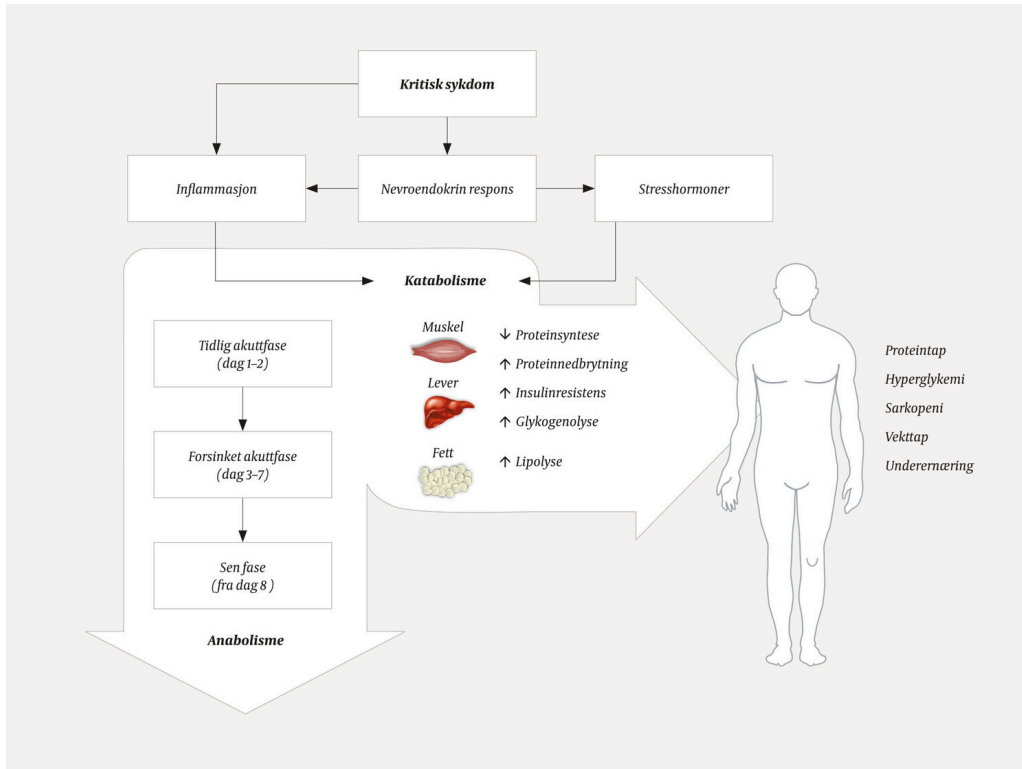 Kritisk sykdom
Inflammasjon
Nevroendokrin respons
Stresshormoner
Katabolisme
Tidlig akuttfase
(dag 1–2)
Forsinket akuttfase
(dag 3–7)
Sen fase
(fra dag 8 )
Anabolisme
Muskel
↓ Proteinsyntese
↑ Proteinnedbrytning
Lever
↑ Insulinresistens
↑ Glykogenolyse
Fett
↑ Lipolyse
Proteintap
Hyperglykemi
Sarkopeni
Vekttap
Underernæring